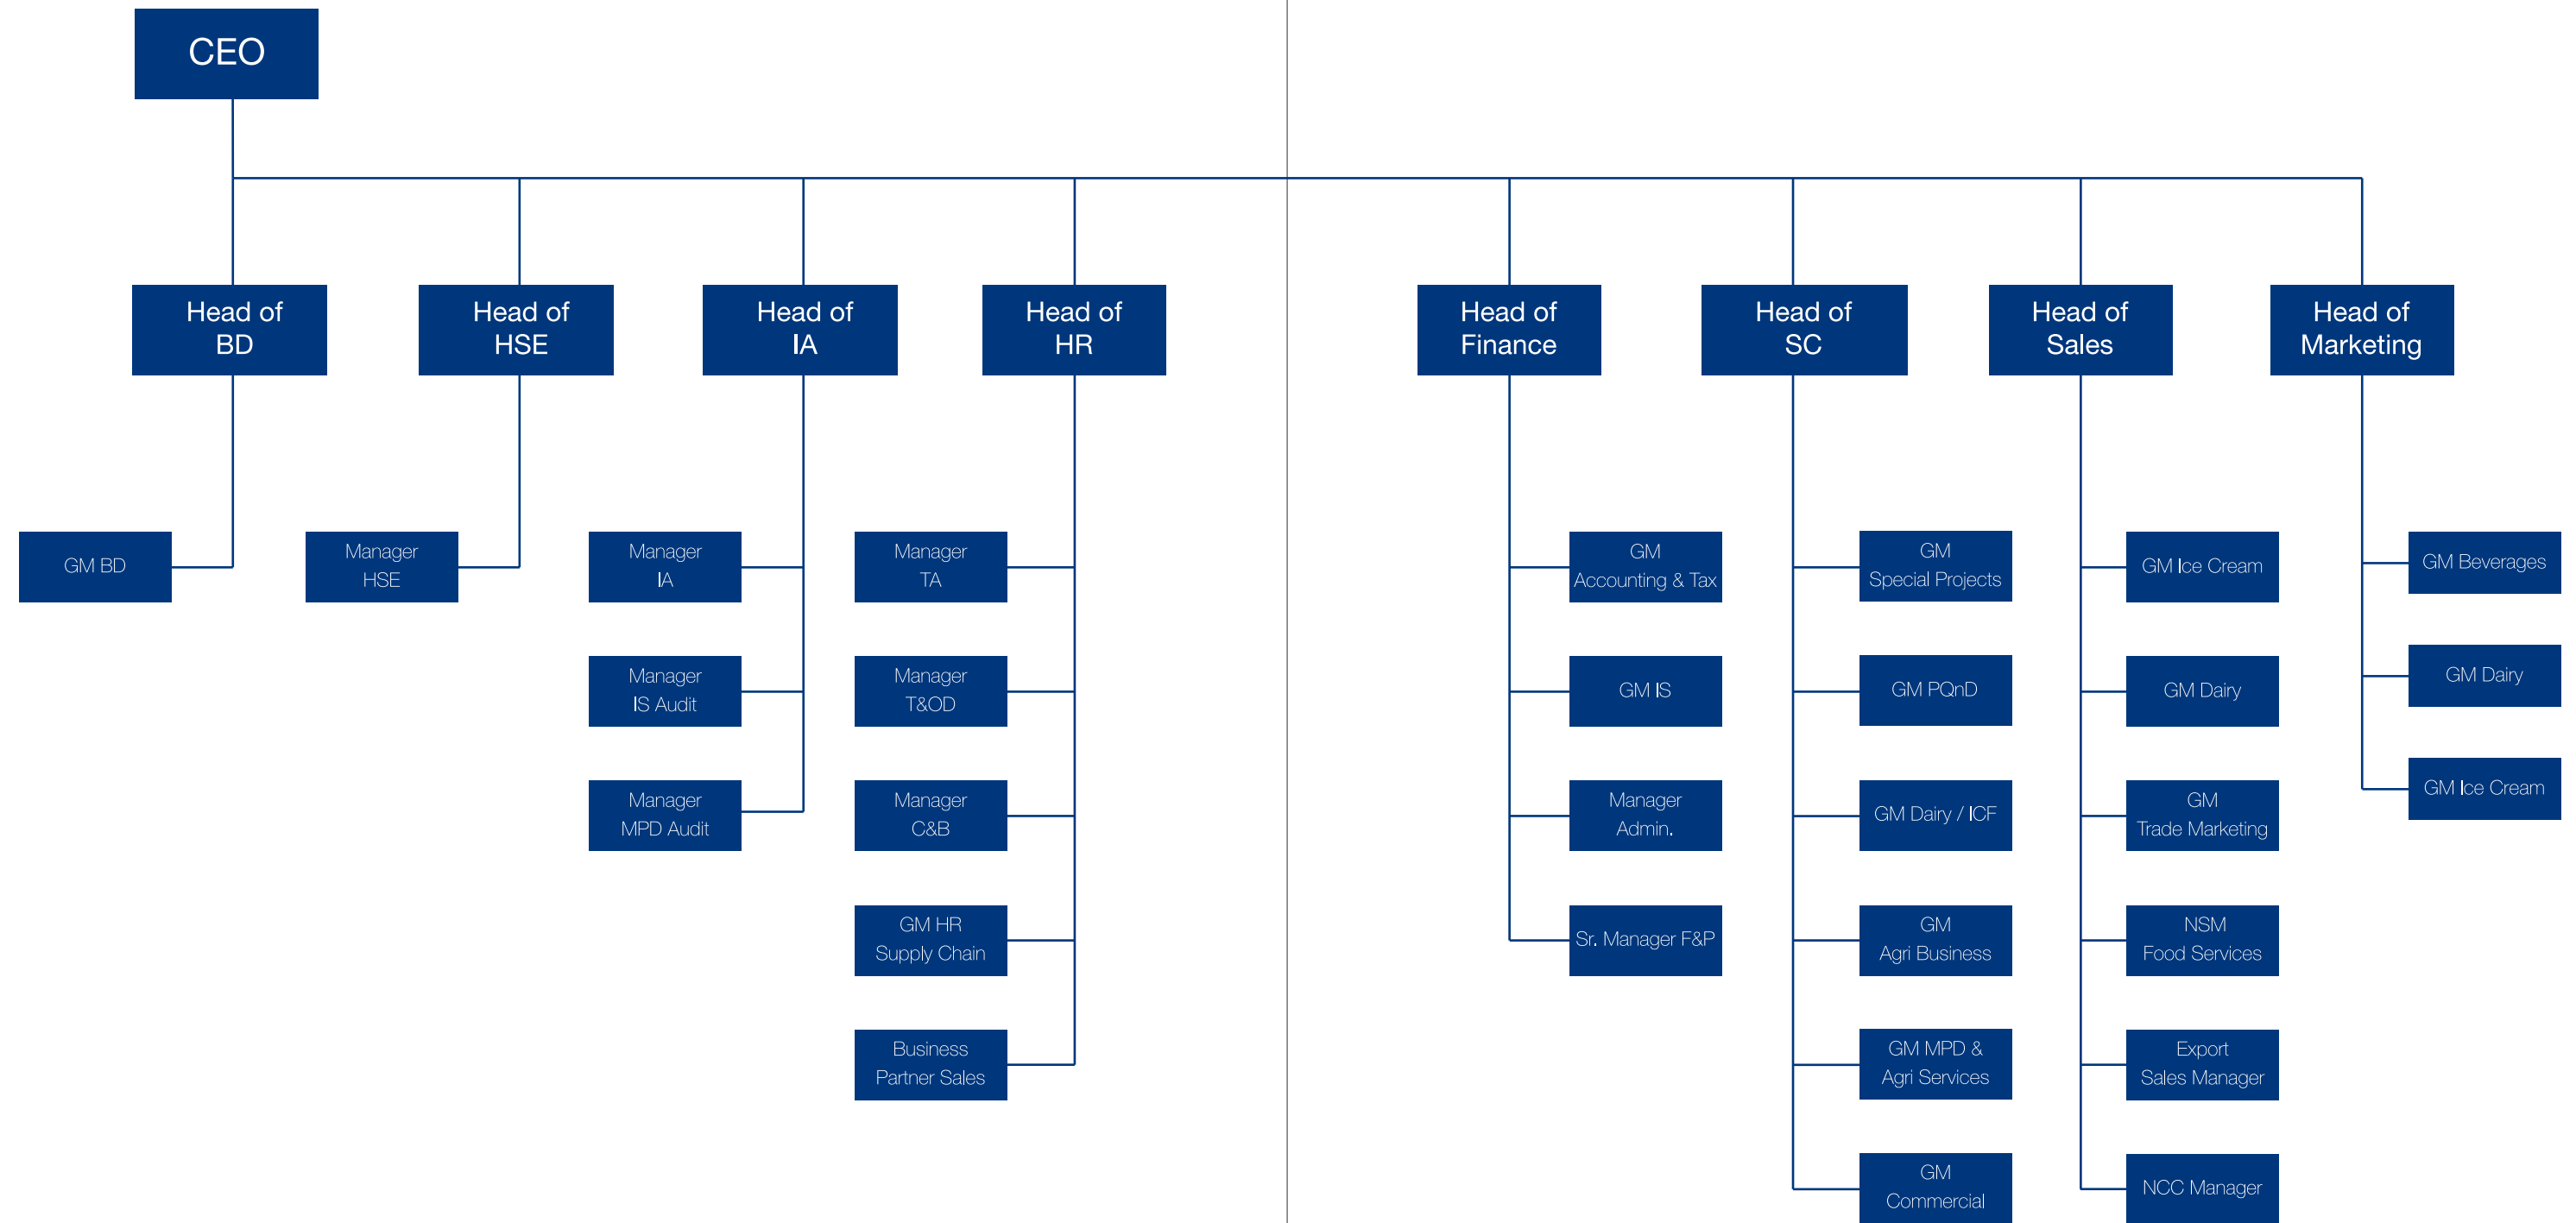 CEO
Head of
BD
Head of
HSE
Head of
IA
Head of
HR
Head of
Finance
Head of
SC
Head of
Sales
Head of
Marketing
GM BD
Manager
HSE
Manager
IA
Manager
IS Audit
Manager
MPD Audit
Manager
TA
Manager
T&OD
Manager
C&B
GM HR
Supply Chain
Business
Partner Sales
GM
Accounting & Tax
GM IS
Manager
Admin.
Sr. Manager F&P
GM
Special Projects
GM PQnD
GM Dairy / ICF
GM
Agri Business
GM MPD &
Agri Services
GM
Commercial
GM Ice Cream
GM Dairy
GM
Trade Marketing
NSM
Food Services
Export
Sales Manager
NCC Manager
GM Beverages
GM Dairy
GM Ice Cream